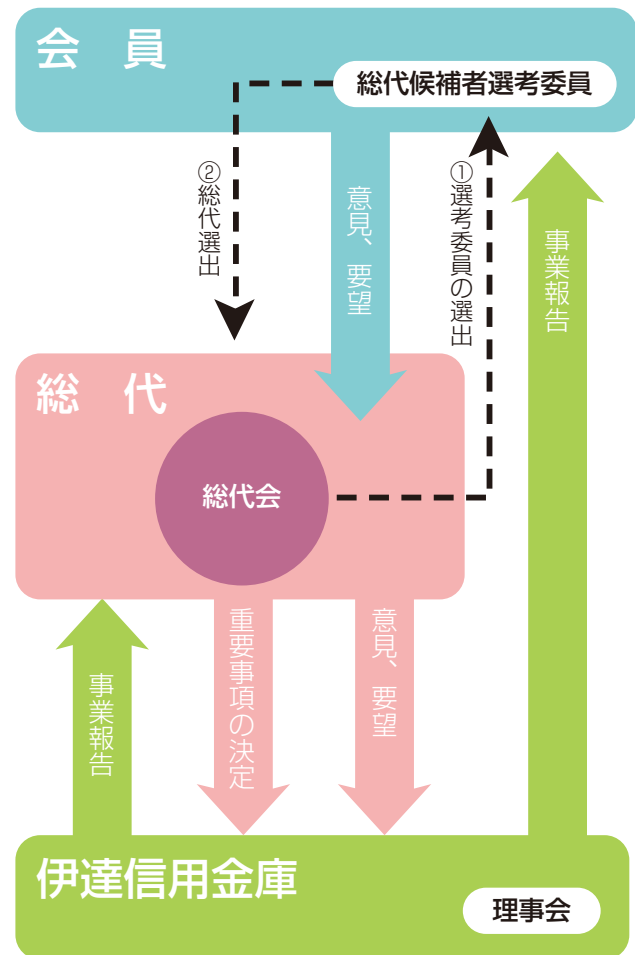 会　員
総代候補者選考委員
②総代選出
意見、要望
①選考委員の選出
事業報告
総　代
総代会
事業報告
重要事項の決定
意見、要望
伊達信用金庫
理事会